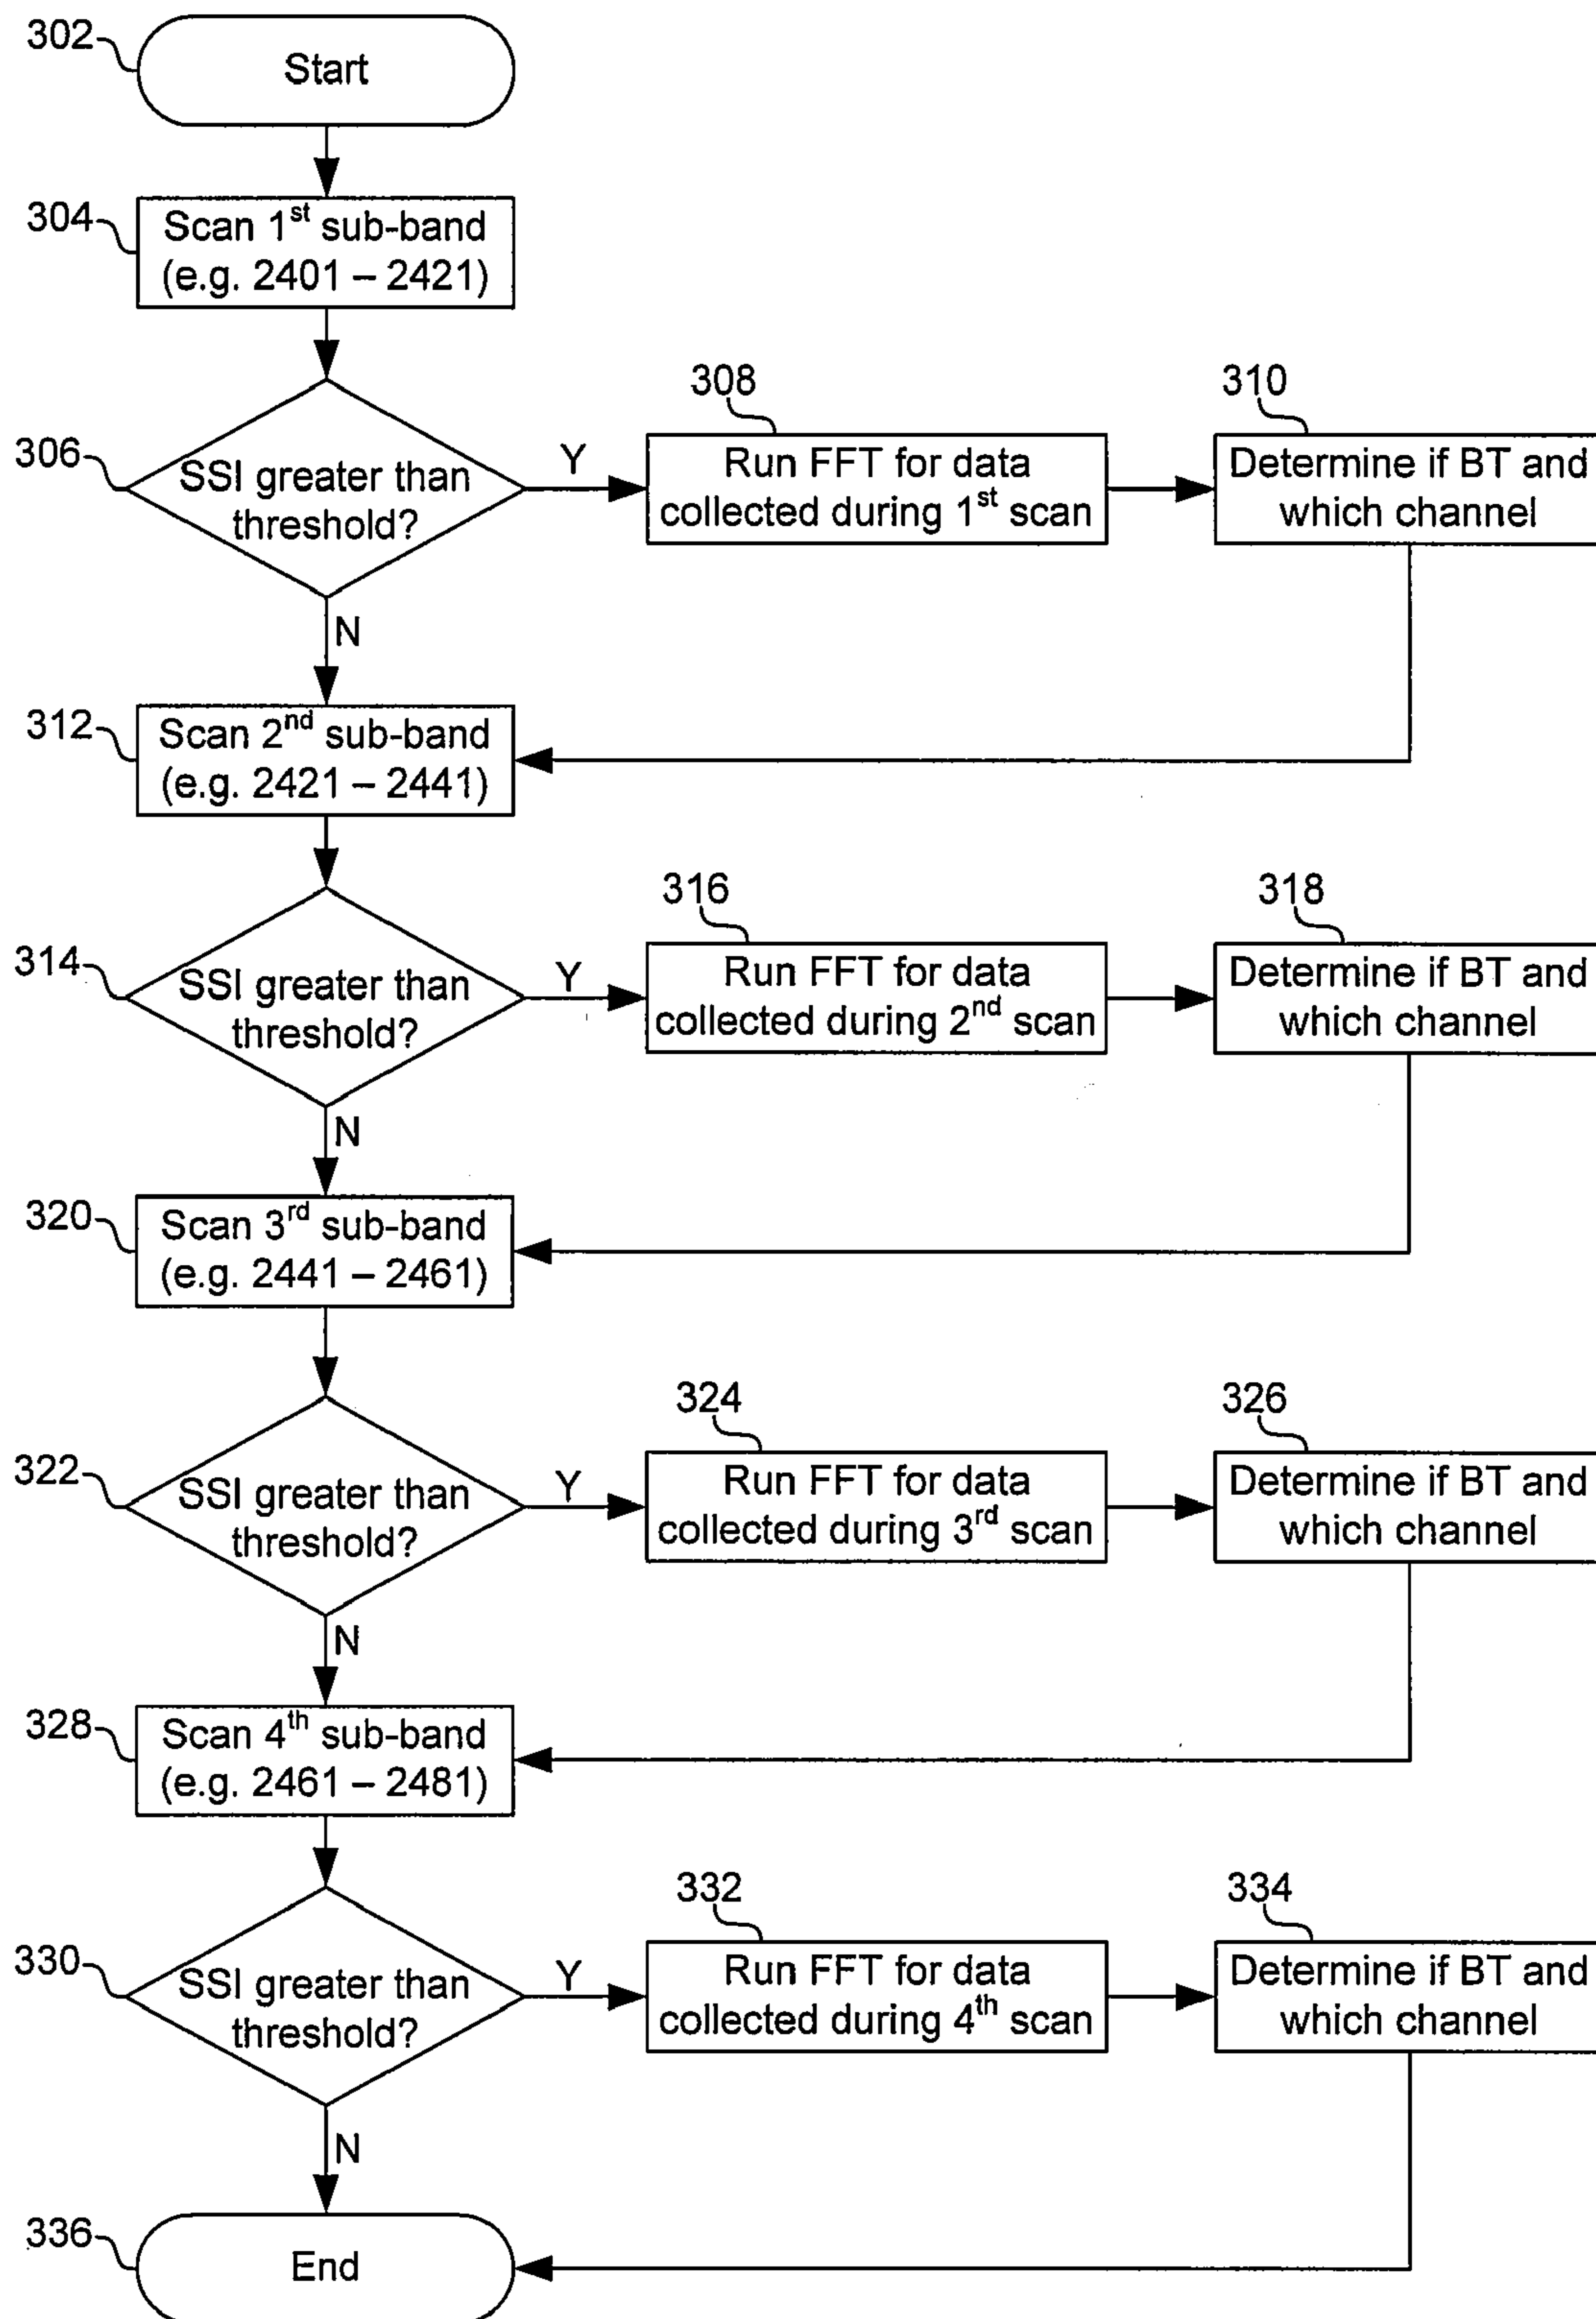 302
Start
304
Scan 1st sub-band
(e.g. 2401 – 2421)
306
SSI greater than
threshold?
Y
308
Run FFT for data
collected during 1st scan
310
Determine if BT and
which channel
N
312
Scan 2nd sub-band
(e.g. 2421 – 2441)
314
SSI greater than
threshold?
Y
316
Run FFT for data
collected during 2nd scan
318
Determine if BT and
which channel
N
320
Scan 3rd sub-band
(e.g. 2441 – 2461)
322
SSI greater than
threshold?
Y
324
Run FFT for data
collected during 3rd scan
326
Determine if BT and
which channel
N
328
Scan 4th sub-band
(e.g. 2461 – 2481)
330
SSI greater than
threshold?
Y
332
Run FFT for data
collected during 4th scan
334
Determine if BT and
which channel
N
336
End